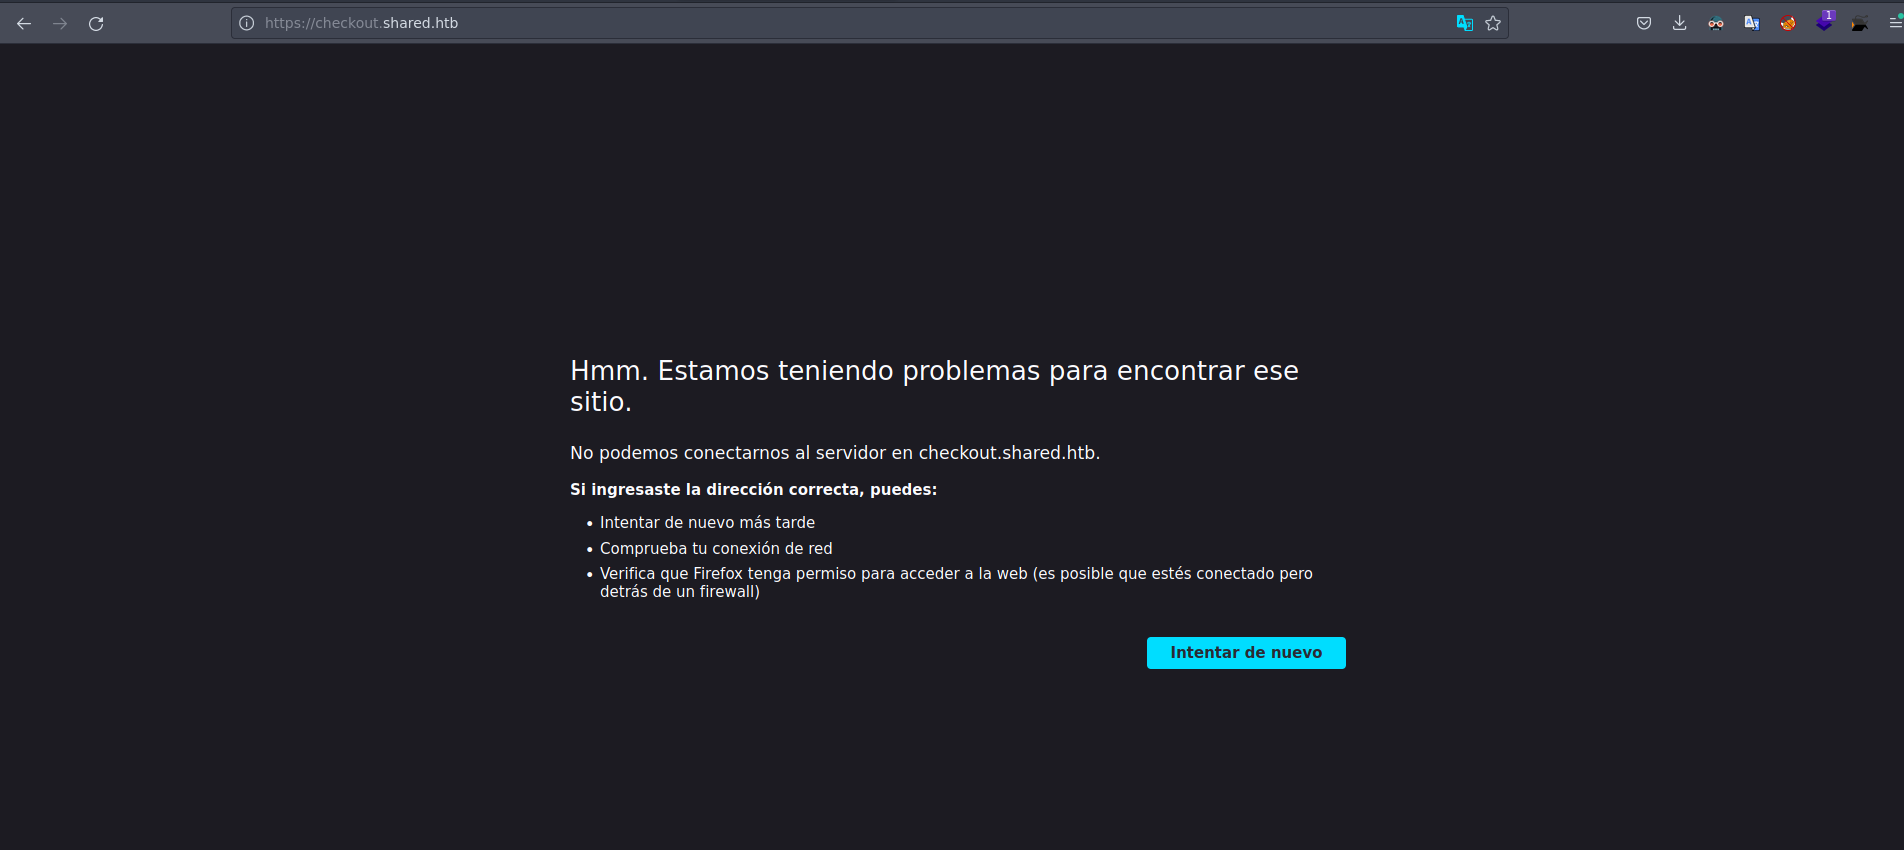 https://checkout.shared.htb
1
Hmm. Estamos teniendo problemas para encontrar ese
sitio.
No podemos conectarnos al servidor en checkout.shared.htb.
Si ingresaste la dirección correcta, puedes:
• Intentar de nuevo más tarde
• Comprueba tu conexión de red
• Verifica que Firefox tenga permiso para acceder a la web (es posible que estés conectado pero
detrás de un firewall)
Intentar de nuevo